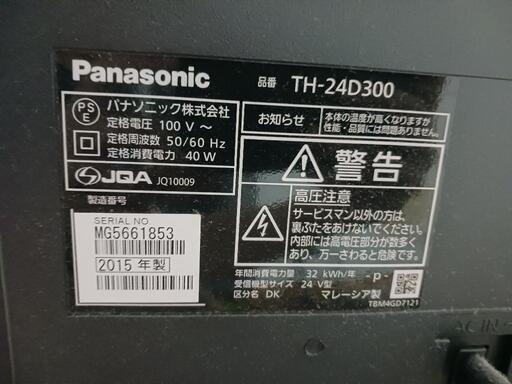 Panasonic
品番 TH-24D300
PS
E
パナソニック株式会社
定格電圧 100 V ～
定格周波数 50/60 Hz
定格消費電力 40 W
JQA JQ10009
製造番号
SERIAL NO
MG5661853
2015 年製
お知らせ
本体の温度が高くなりますが
性能・品質には問題ありません。
警告
高圧注意
サービスマン以外の方は、
裏ぶたをあけないでください。
内部には高電圧部分が数多く
あり、万一さわると危険です。
年間消費電力量 32 kWh/年 -P-
受信機型サイズ 24 V型
区分名 DK マレーシア製
TBM4GD7121
AC IN